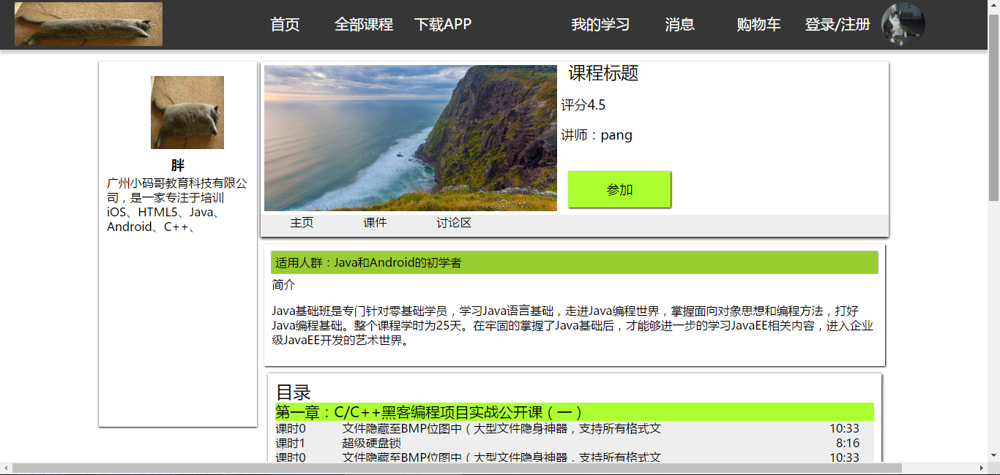 首页 全部课程 下载APP 我的学习 消息 购物车 登录/注册
胖
广州小码哥教育科技有限公
司，是一家专注于培训
iOS、HTML5、Java、
Android、C++、
课程标题
评分4.5
讲师：pang
参加
主页 课件 讨论区
适用人群：Java和Android的初学者
简介
Java基础班是专门针对零基础学员，学习Java语言基础，走进Java编程世界，掌握面向对象思想和编程方法，打好
Java编程基础。整个课程学时为25天。在牢固的掌握了Java基础后，才能够进一步的学习JavaEE相关内容，进入企业
级JavaEE开发的艺术世界。
目录
第一章：C/C++黑客编程项目实战公开课（一）
课时0 文件隐藏至BMP位图中（大型文件隐身神器，支持所有格式文 10:33
课时1 超级硬盘锁 8:16
课时0 文件隐藏至BMP位图中（大型文件隐身神器，支持所有格式文 10:33